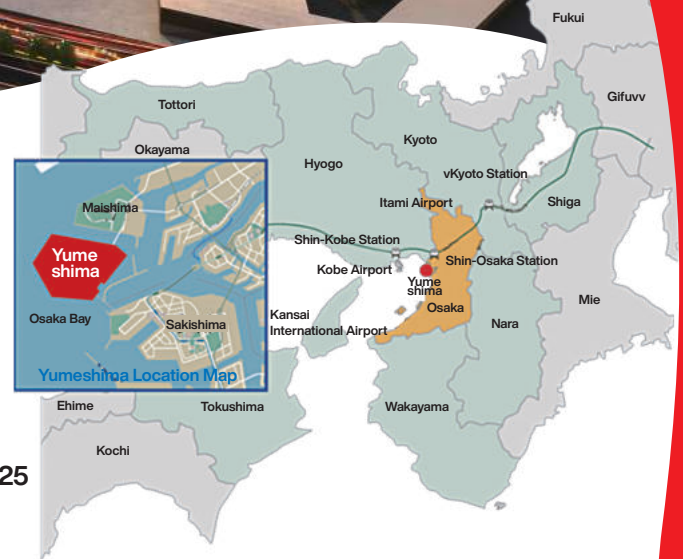 Fukui
Gifuvv
Tottori
Kyoto
Okayama
Hyogo
vKyoto Station
Itami Airport
Shiga
Maishima
Shin-Kobe Station
Yume
shima
Kobe Airport
Shin-Osaka Station
Yume
shima
Mie
Osaka
Osaka Bay
Sakishima
Kansai
International Airport
Nara
Yumeshima Location Map
Ehime
Tokushima
Wakayama
Kochi
25